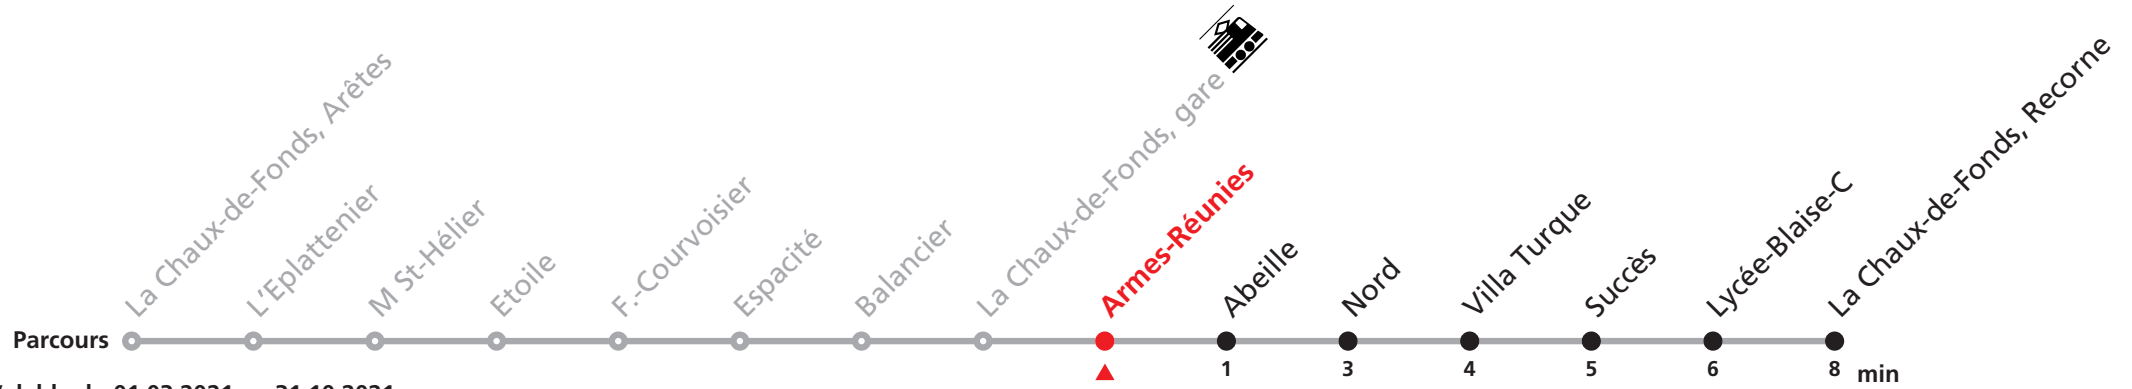 La Chaux-de-Fonds, Arêtes
L'Eplattenier
M St-Hélier
Etoile
F.-Courvoisier
Espacité
Balancier
La Chaux-de-Fonds, gare
Armes-Réunies
Abeille
Nord
Villa Turque
Succès
Lycée-Blaise-C
La Chaux-de-Fonds, Recorne
Parcours
1 3 4 5 6 8 min